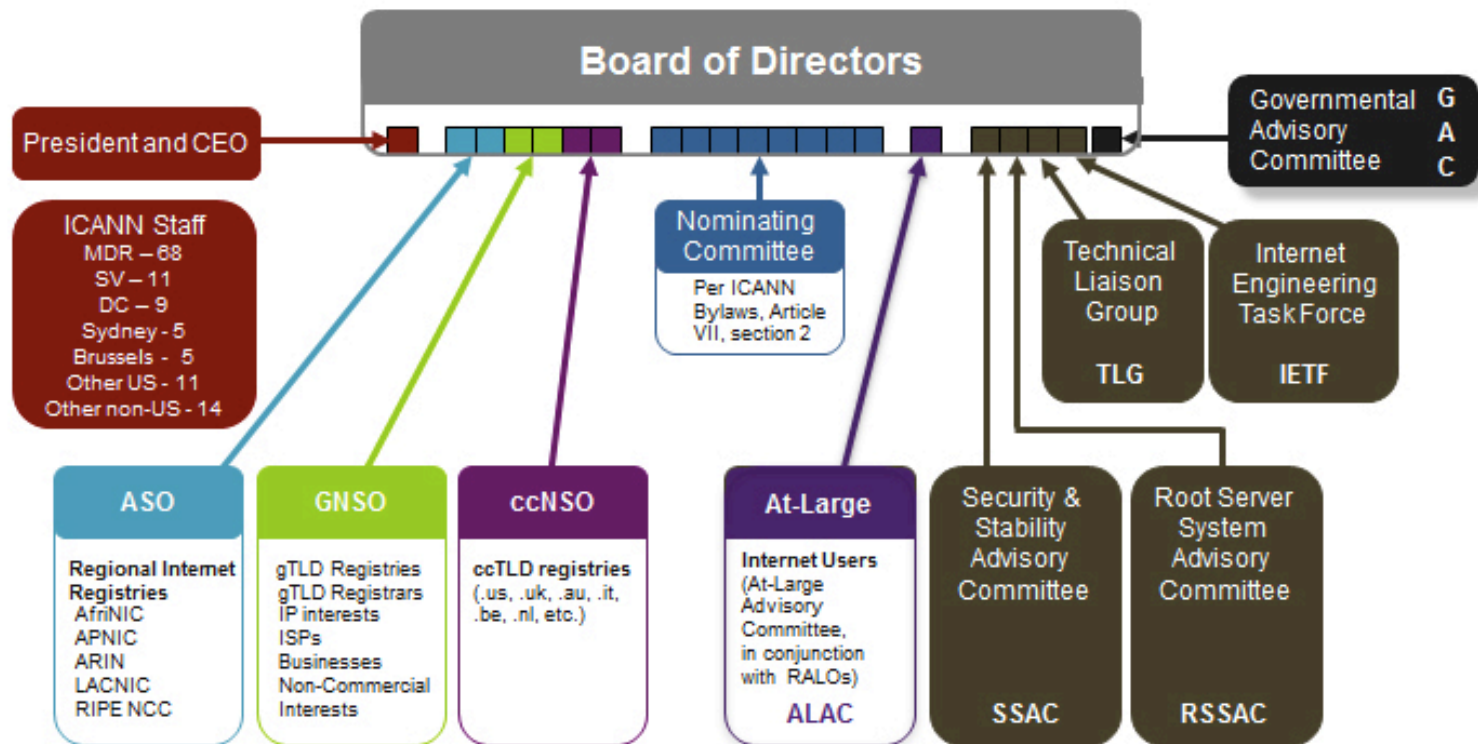 Board of Directors
President and CEO
Governmental
Advisory
Committee
G
A
C
ICANN Staff
MDR – 68
SV – 11
DC – 9
Sydney - 5
Brussels -  5
Other US - 11
Other non-US - 14
Nominating
Committee
Per ICANN
Bylaws, Article
VII, section 2
Technical
Liaison
Group
TLG
Internet
Engineering
Task Force
IETF
ASO
Regional Internet
Registries
AfriNIC
APNIC
ARIN
LACNIC
RIPE NCC
GNSO
gTLD Registries
gTLD Registrars
IP interests
ISPs
Businesses
Non-Commercial
Interests
ccNSO
ccTLD registries
(.us, .uk, .au, .it,
.be, .nl, etc.)
At-Large
Internet Users
(At-Large
Advisory
Committee,
in conjunction
with RALOs)
ALAC
Security &
Stability
Advisory
Committee
SSAC
Root Server
System
Advisory
Committee
RSSAC